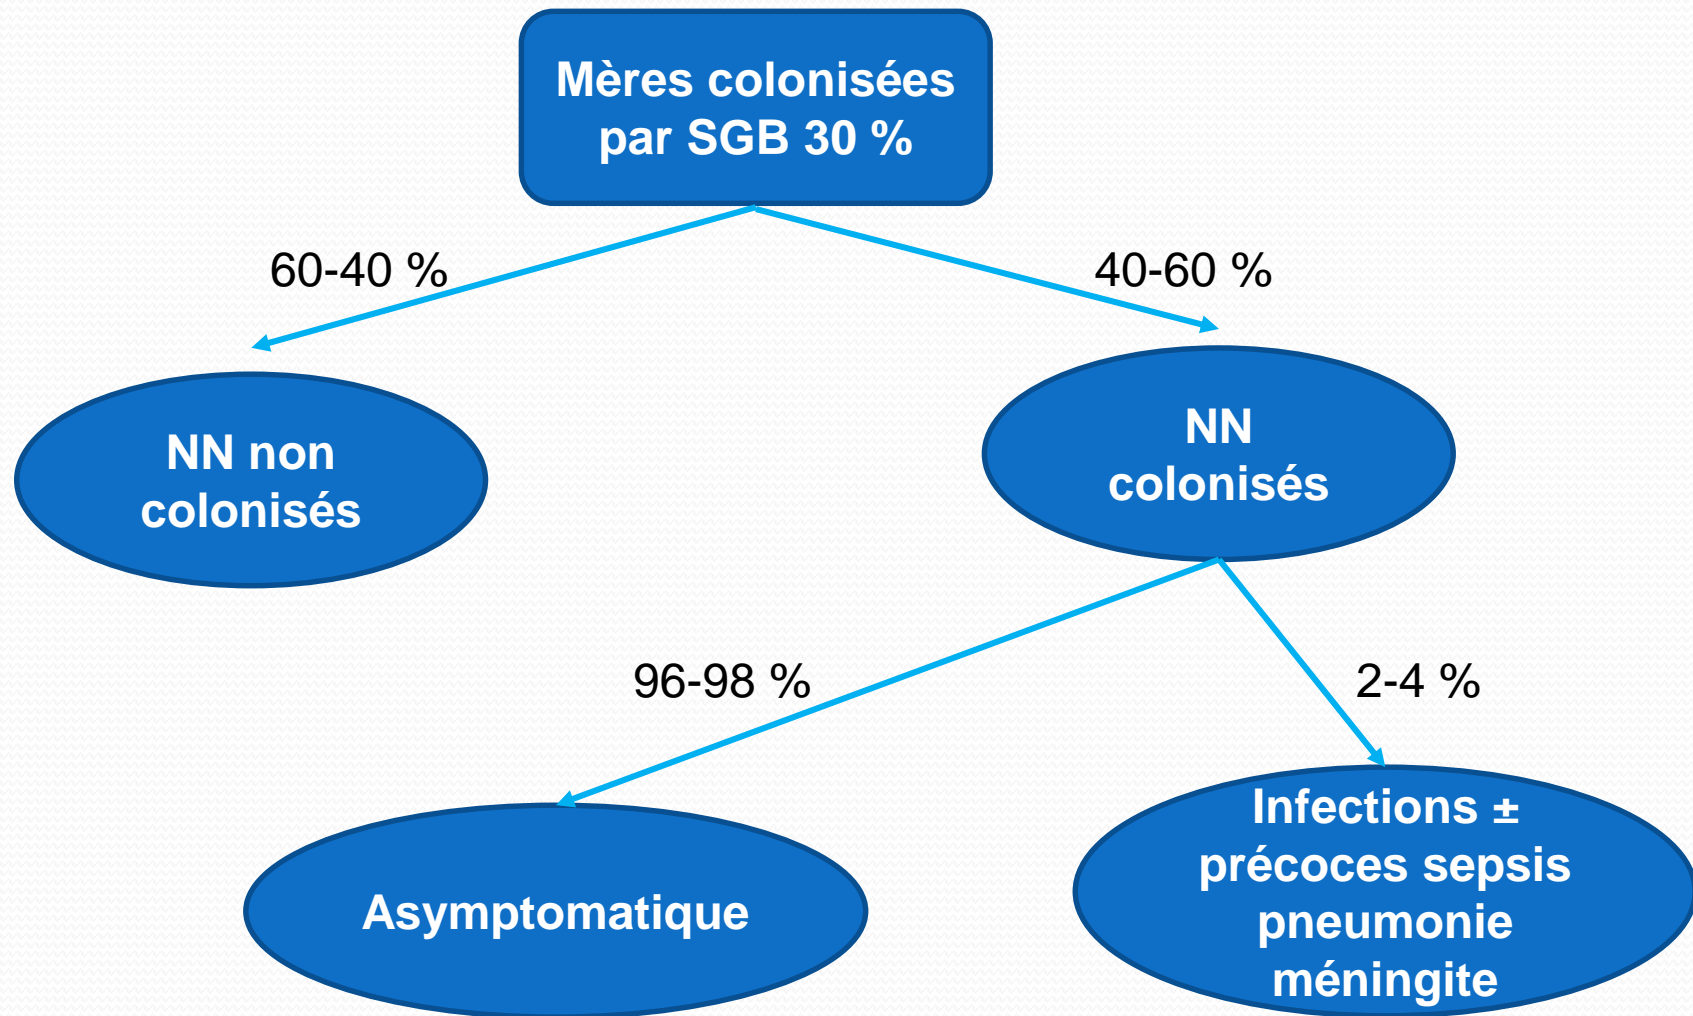 Mères colonisées
par SGB 30 %
60-40 %
40-60 %
NN non
colonisés
NN
colonisés
96-98 %
2-4 %
Asymptomatique
Infections ±
précoces sepsis
pneumonie
méningite